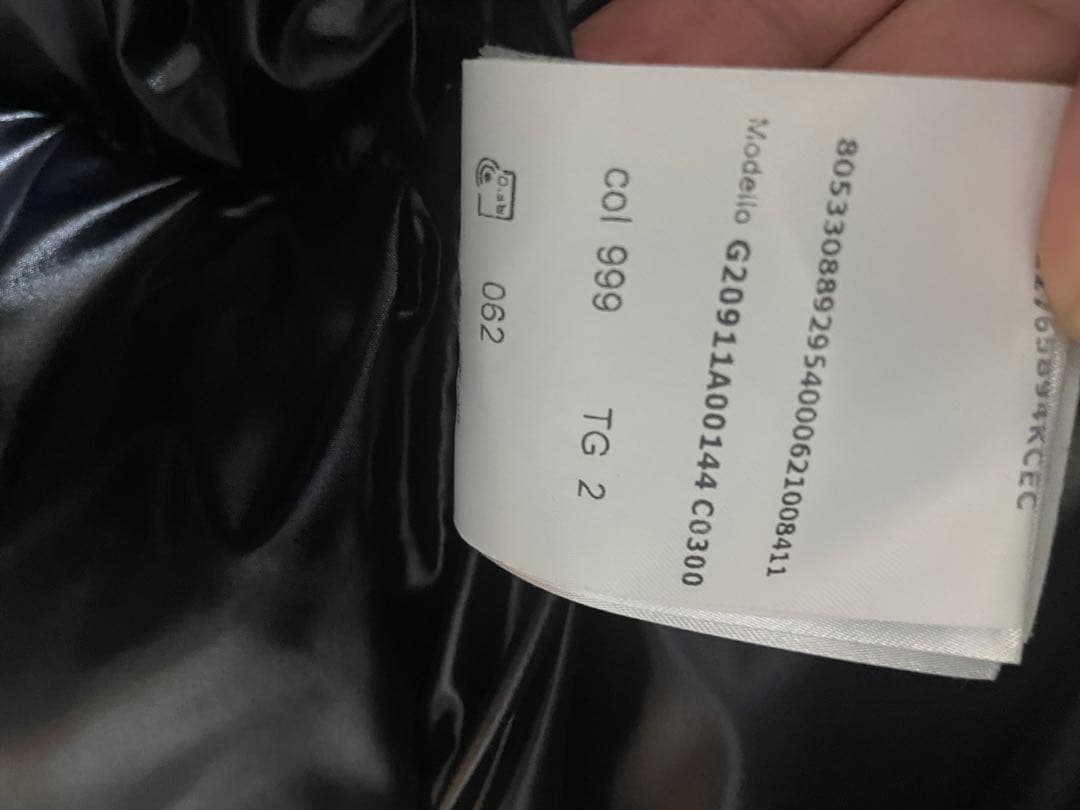 8053308892954000621008411
Modello G20911A00144 C0300
col 999 TG 2
062